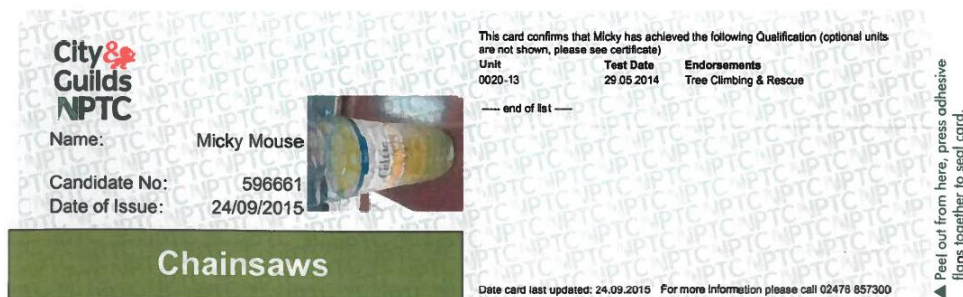 City&
Guilds
NPTC
Name: Micky Mouse
Candidate No: 596661
Date of Issue: 24/09/2015
Chainsaws
This card confirms that Micky has achieved the following Qualification (optional units
are not shown, please see certificate)
Unit Test Date Endorsements
0020-13 29.05.2014 Tree Climbing & Rescue
---- end of list ----
Date card last updated: 24.09.2015 For more information please call 02476 857300
▲ Peel out from here, press adhesive
flaps together to seal card.